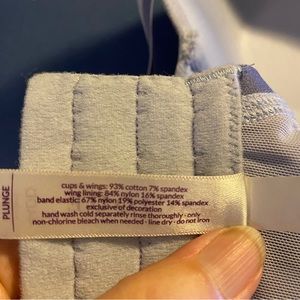 PLUNGE
cups & wings: 93% cotton 7% spandex
wing lining: 84% nylon 16% spandex
band elastic: 67% nylon 19% polyester 14% spandex
exclusive of decoration
hand wash cold separately rinse thoroughly · only
non-chlorine bleach when needed · line dry · do not iron